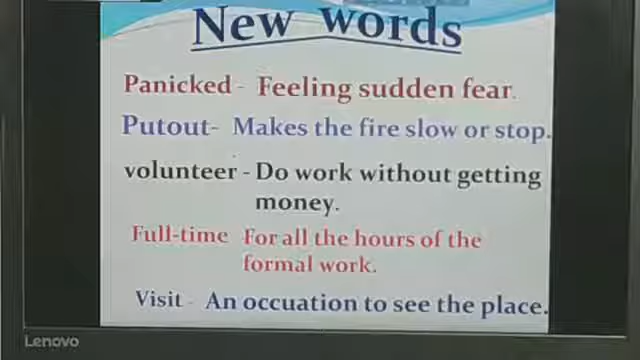 New words
Panicked - Feeling sudden fear.
Putout- Makes the fire slow or stop.
volunteer - Do work without getting
money.
Full-time For all the hours of the
formal work.
Visit - An occuation to see the place.
Lenovo